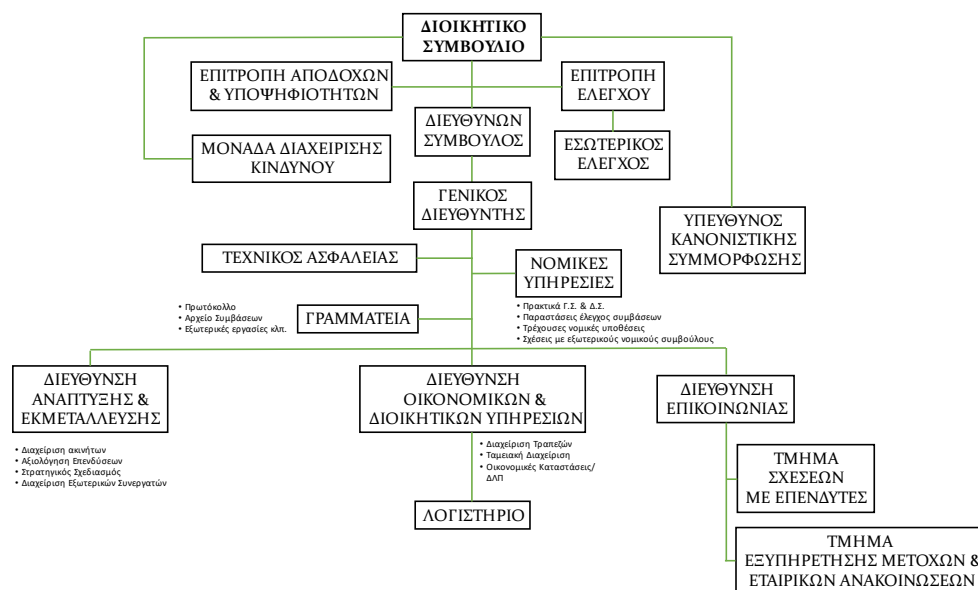 ΔΙΟΙΚΗΤΙΚΟ
ΣΥΜΒΟΥΛΙΟ
ΕΠΙΤΡΟΠΗ ΑΠΟΔΟΧΩΝ
& ΥΠΟΨΗΦΙΟΤΗΤΩΝ
ΕΠΙΤΡΟΠΗ
ΕΛΕΓΧΟΥ
ΔΙΕΥΘΥΝΩΝ
ΣΥΜΒΟΥΛΟΣ
ΕΣΩΤΕΡΙΚΟΣ
ΕΛΕΓΧΟΣ
ΜΟΝΑΔΑ ΔΙΑΧΕΙΡΙΣΗΣ
ΚΙΝΔΥΝΟΥ
ΓΕΝΙΚΟΣ
ΔΙΕΥΘΥΝΤΗΣ
ΥΠΕΥΘΥΝΟΣ
ΚΑΝΟΝΙΣΤΙΚΗΣ
ΣΥΜΜΟΡΦΩΣΗΣ
ΤΕΧΝΙΚΟΣ ΑΣΦΑΛΕΙΑΣ
ΝΟΜΙΚΕΣ
ΥΠΗΡΕΣΙΕΣ
• Πρωτόκολλο
• Αρχείο Συμβάσεων
• Εξωτερικές εργασίες κλπ.
ΓΡΑΜΜΑΤΕΙΑ
• Πρακτικά Γ.Σ. & Δ.Σ.
• Παραστάσεις έλεγχος συμβάσεων
• Τρέχουσες νομικές υποθέσεις
• Σχέσεις με εξωτερικούς νομικούς συμβούλους
ΔΙΕΥΘΥΝΣΗ
ΑΝΑΠΤΥΞΗΣ &
ΕΚΜΕΤΑΛΛΕΥΣΗΣ
• Διαχείριση ακινήτων
• Αξιολόγηση Επενδύσεων
• Στρατηγικός Σχεδιασμός
• Διαχείριση Εξωτερικών Συνεργατών
ΔΙΕΥΘΥΝΣΗ
ΟΙΚΟΝΟΜΙΚΩΝ &
ΔΙΟΙΚΗΤΙΚΩΝ ΥΠΗΡΕΣΙΩΝ
• Διαχείριση Τραπεζών
• Ταμειακή Διαχείριση
• Οικονομικές Καταστάσεις/
ΔΛΠ
ΛΟΓΙΣΤΗΡΙΟ
ΔΙΕΥΘΥΝΣΗ
ΕΠΙΚΟΙΝΩΝΙΑΣ
ΤΜΗΜΑ
ΣΧΕΣΕΩΝ
ΜΕ ΕΠΕΝΔΥΤΕΣ
ΤΜΗΜΑ
ΕΞΥΠΗΡΕΤΗΣΗΣ ΜΕΤΟΧΩΝ &
ΕΤΑΙΡΙΚΩΝ ΑΝΑΚΟΙΝΩΣΕΩΝ